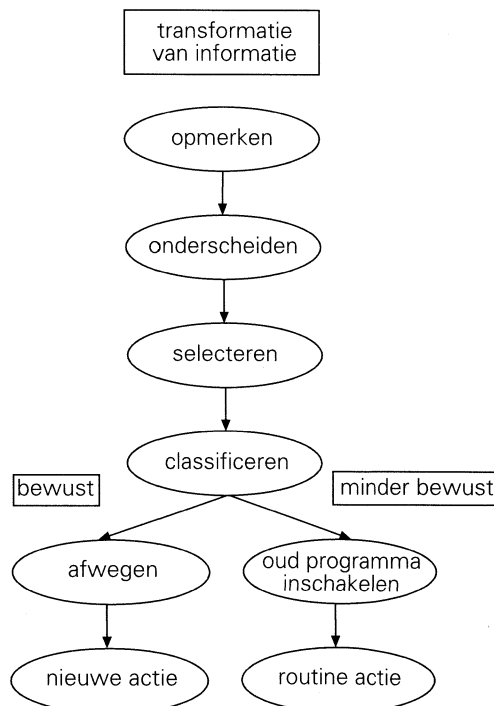 transformatie
van informatie
opmerken
onderscheiden
selecteren
classificeren
bewust
minder bewust
afwegen
oud programma
inschakelen
nieuwe actie
routine actie